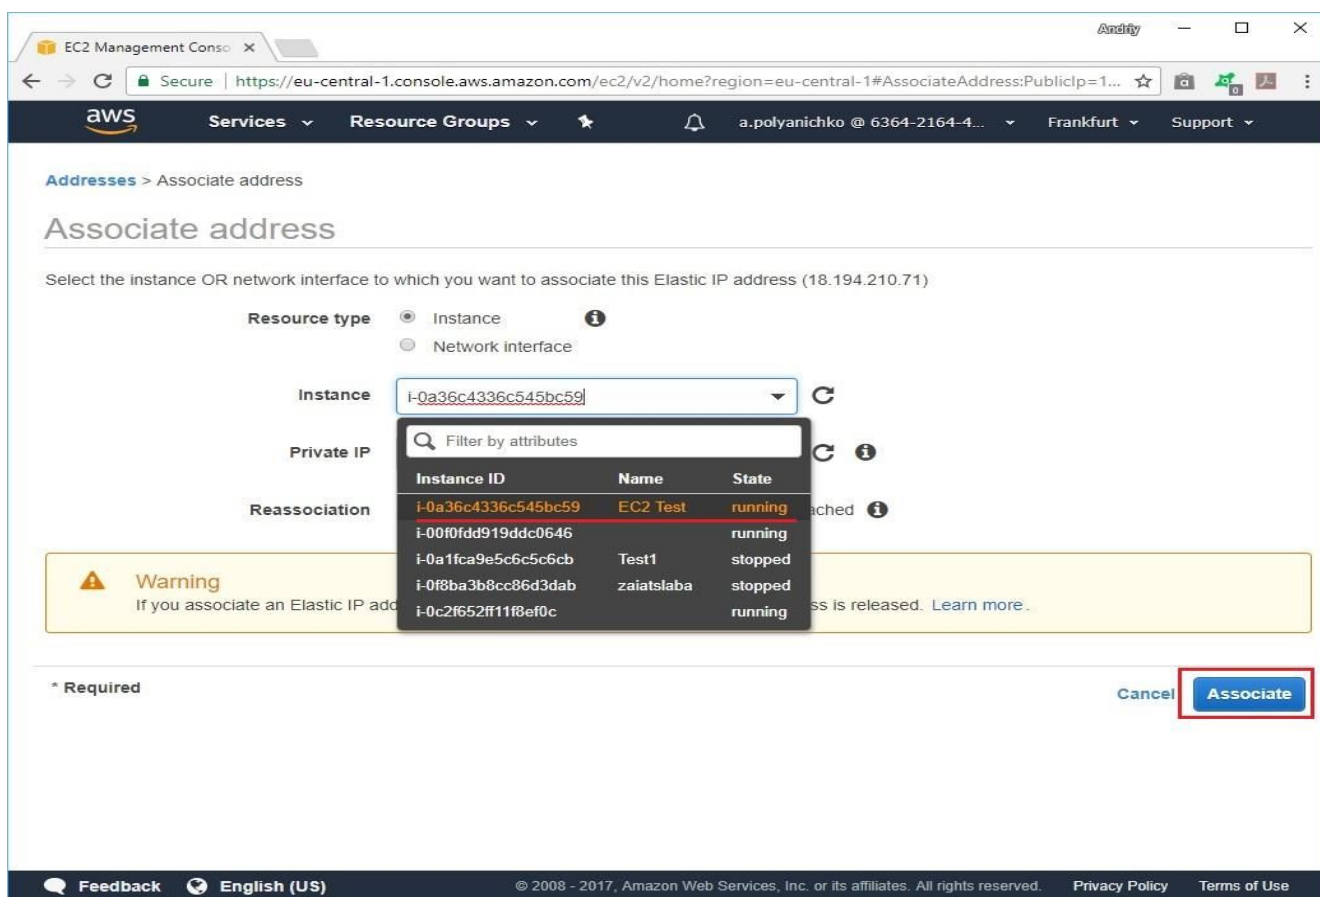 Andriy
EC2 Management Conso
Secure | https://eu-central-1.console.aws.amazon.com/ec2/v2/home?region=eu-central-1#AssociateAddress:PublicIp=1...
aws Services Resource Groups a.polyanichko @ 6364-2164-4... Frankfurt Support
Addresses > Associate address
Associate address
Select the instance OR network interface to which you want to associate this Elastic IP address (18.194.210.71)
Resource type Instance
Network interface
Instance i-0a36c4336c545bc59
Filter by attributes
Private IP
Instance ID Name State
Reassociation i-0a36c4336c545bc59 EC2 Test running ached
i-00f0fdd919ddc0646 running
i-0a1fca9e5c6c5c6cb Test1 stopped
Warning
i-0f8ba3b8cc86d3dab zaiatslaba stopped
If you associate an Elastic IP add ss is released. Learn more.
i-0c2f652ff11f8ef0c running
* Required
Cancel Associate
Feedback English (US) © 2008 - 2017, Amazon Web Services, Inc. or its affiliates. All rights reserved. Privacy Policy Terms of Use